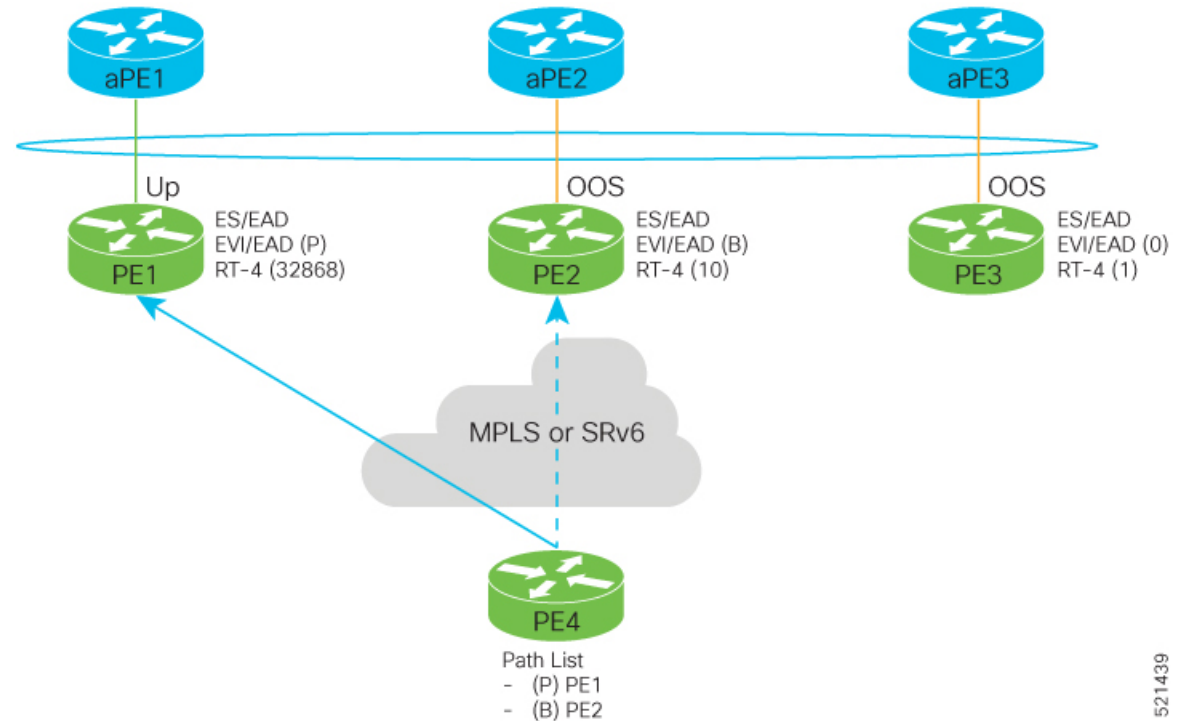 aPE1
aPE2
aPE3
Up
OOS
OOS
PE1
ES/EAD
EVI/EAD (P)
RT-4 (32868)
PE2
ES/EAD
EVI/EAD (B)
RT-4 (10)
PE3
ES/EAD
EVI/EAD (0)
RT-4 (1)
MPLS or SRv6
PE4
Path List
- (P) PE1
- (B) PE2
521439